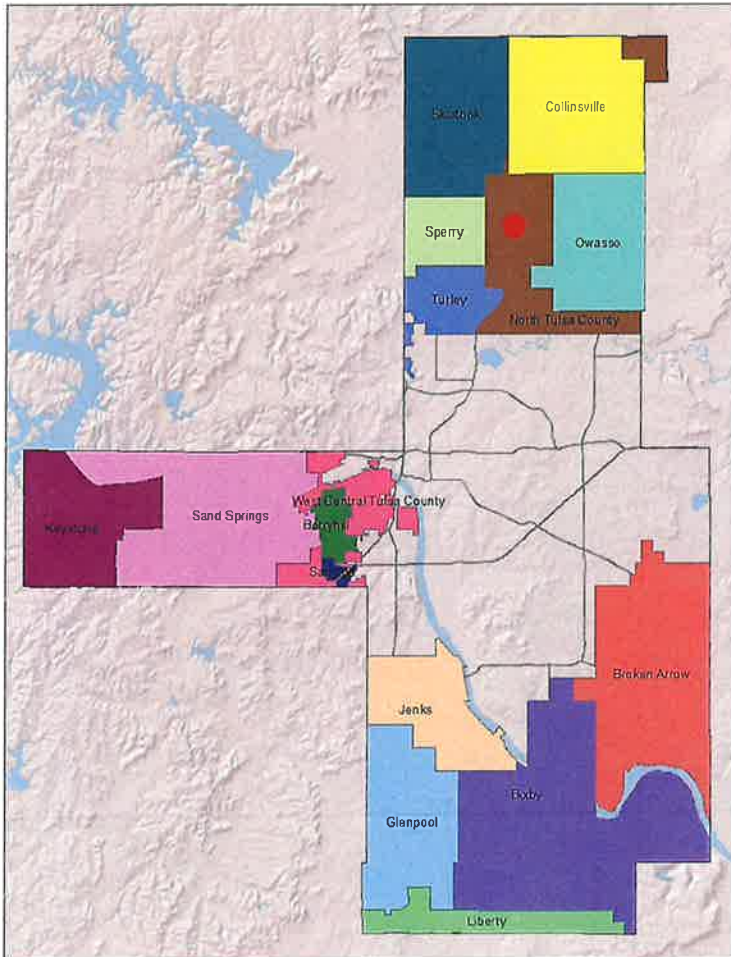 Collinsville
Skiatook
Sperry
Owasso
Turley
North Tulsa County
West Central Tulsa County
Sand Springs
Keystone
Berryhill
Broken Arrow
Jenks
Bixby
Glenpool
Liberty